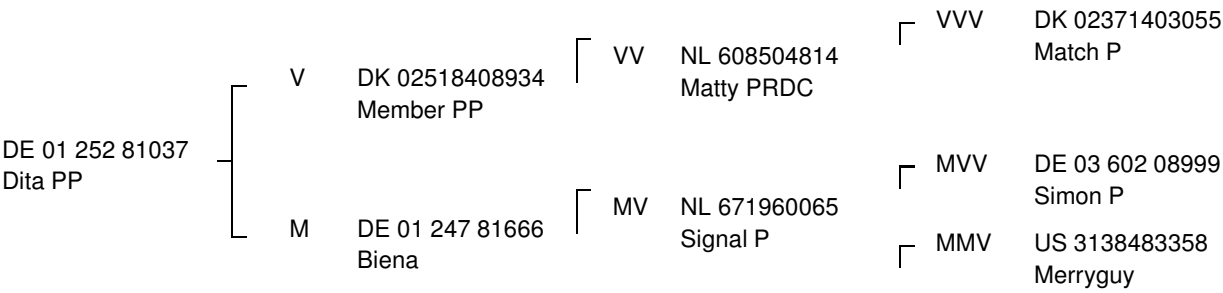 DE 01 252 81037
Dita PP
V DK 02518408934
Member PP
M DE 01 247 81666
Biena
VV NL 608504814
Matty PRDC
MV NL 671960065
Signal P
VVV DK 02371403055
Match P
MVV DE 03 602 08999
Simon P
MMV US 3138483358
Merryguy